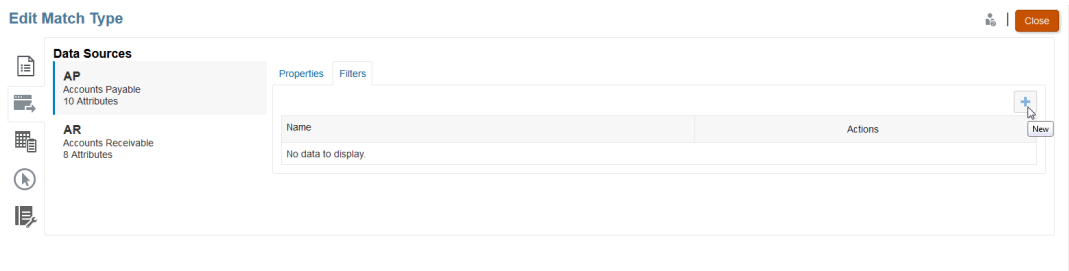 Edit Match Type
Close
Data Sources
AP
Accounts Payable
10 Attributes
AR
Accounts Receivable
8 Attributes
Properties
Filters
Name
Actions
New
No data to display.